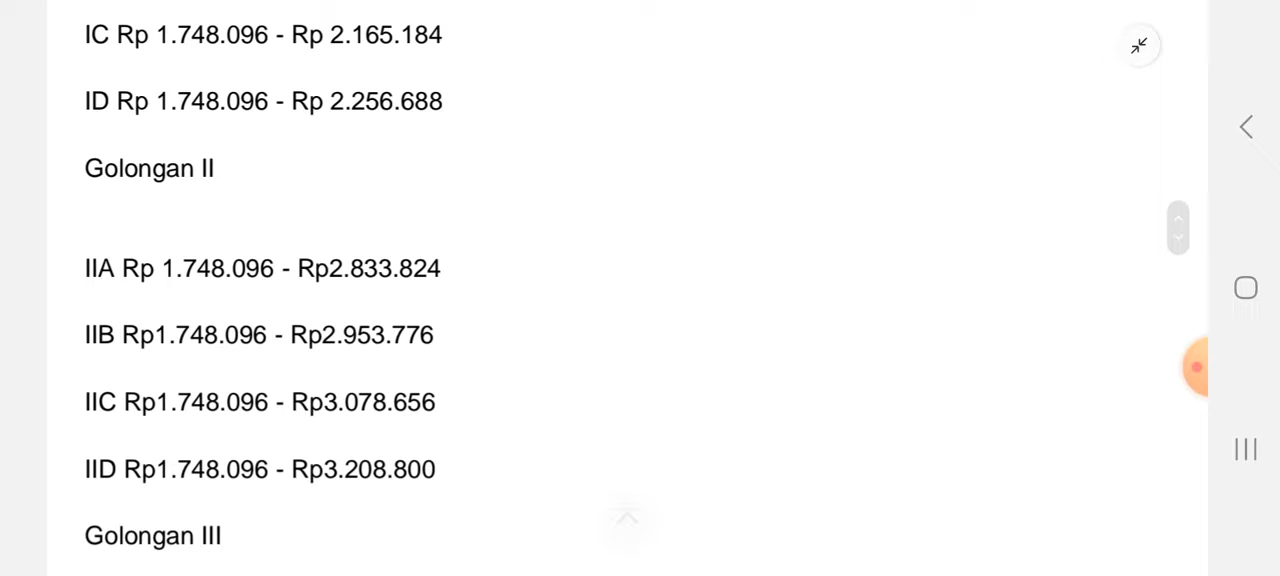 IC Rp 1.748.096 - Rp 2.165.184
ID Rp 1.748.096 - Rp 2.256.688
Golongan II
IIA Rp 1.748.096 - Rp2.833.824
IIB Rp1.748.096 - Rp2.953.776
IIC Rp1.748.096 - Rp3.078.656
IID Rp1.748.096 - Rp3.208.800
Golongan III